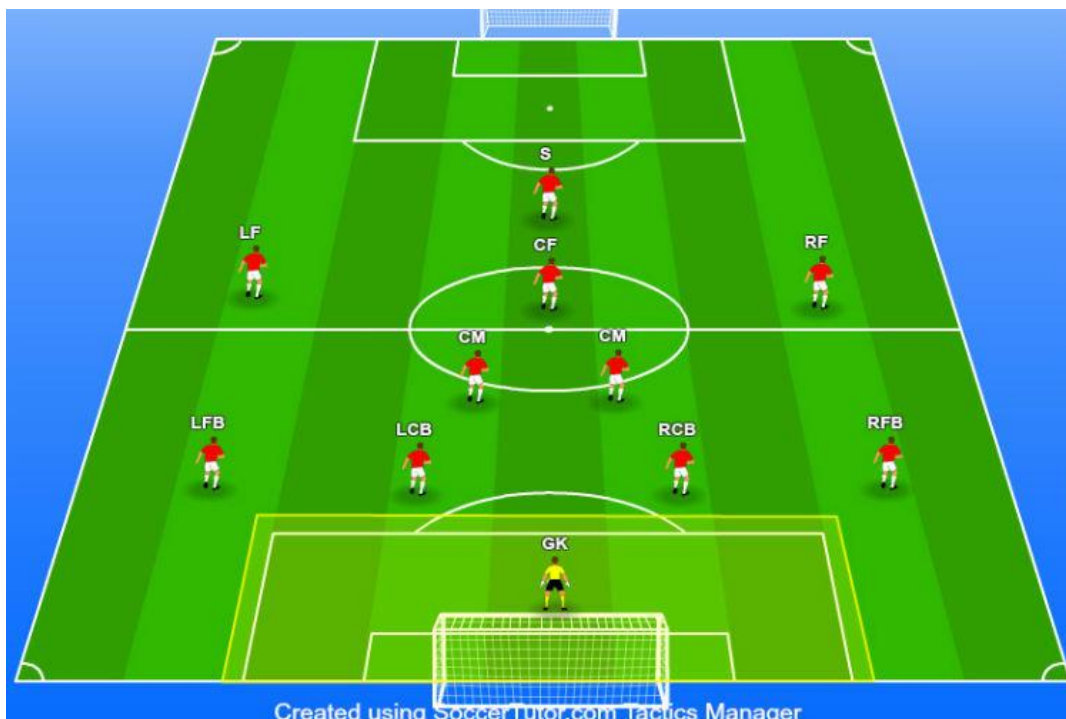 S
LF
CF
RF
CM CM
LFB
LCB
RCB
RFB
GK
Created using SoccerTutor.com Tactics Manager